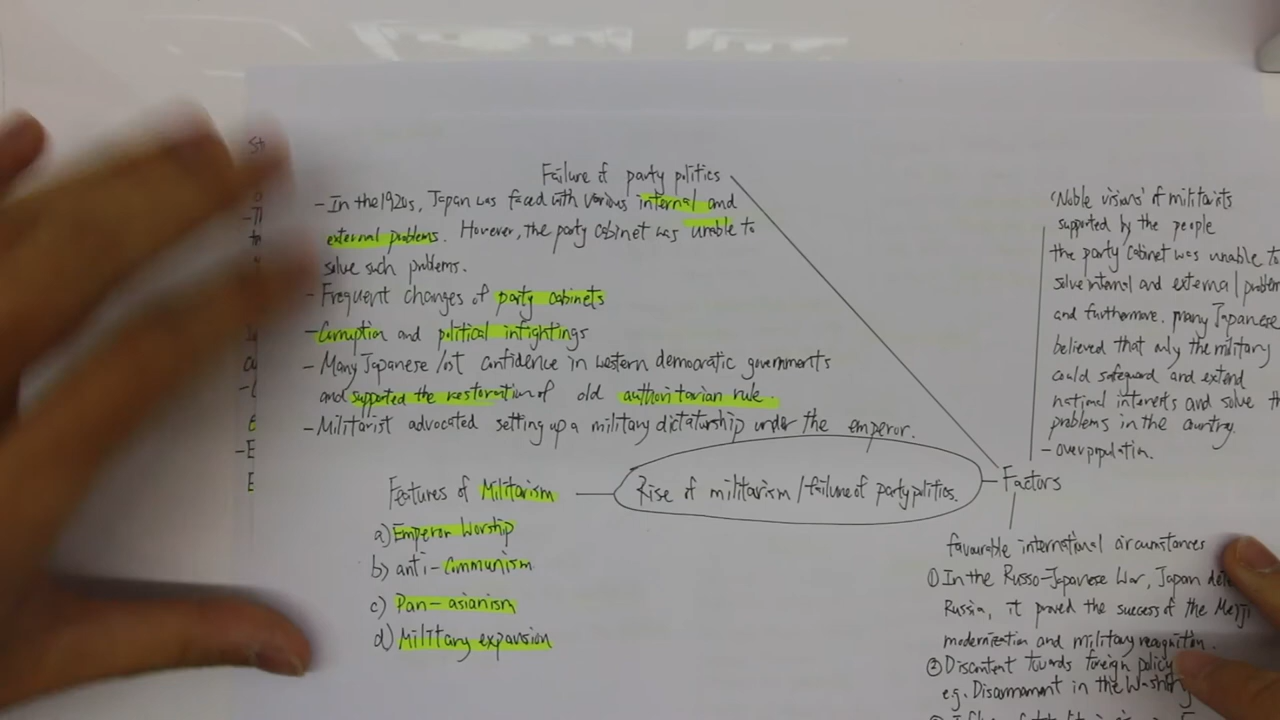 Failure of party politics
- In the 1920s, Japan was faced with various internal and
external problems. However, the party cabinet was unable to
solve such problems.
- Frequent changes of party cabinets
- Corruption and political infightings
- Many Japanese lost confidence in western democratic governments
and supported the restoration of old authoritarian rule.
- Militarist advocated setting up a military dictaturship under the emperor.
Features of Militarism
a) Emperor Worship
b) anti-Communism
c) Pan-asianism
d) Military expansion
Rise of militarism / failure of party politics.
Factors
'Noble visions' of militarists
supported by the people
the party cabinet was unable to
solve internal and external problem
and furthermore, many Japanese
believed that only the military
could safeguard and extend
national interests and solve th
problems in the country.
- overpopulation.
favourable international circumstances
① In the Russo-Japanese War, Japan
Russia, it proved the success of the Meiji
modernization and military recognition.
② Discontent towards foreign policy
e.g. Disarmament in the Washing